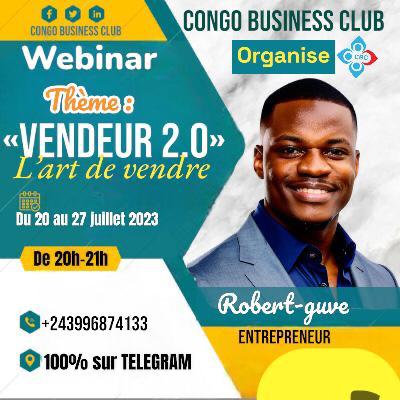 CONGO BUSINESS CLUB
Webinar
Thème :
«VENDEUR 2.0»
L'art de vendre
Du 20 au 27 juillet 2023
De 20h-21h
+243996874133
100% sur TELEGRAM
CONGO BUSINESS CLUB
Organise
CBC
Robert-guve
ENTREPRENEUR